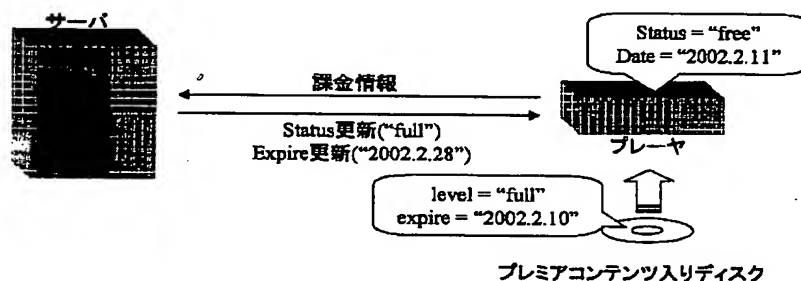 サーバ
Status = “free”
Date = “2002.2.11”
課金情報
Status更新(“full”)
Expire更新(“2002.2.28”)
プレーヤ
level = “full”
expire = “2002.2.10”
プレミアコンテンツ入りディスク